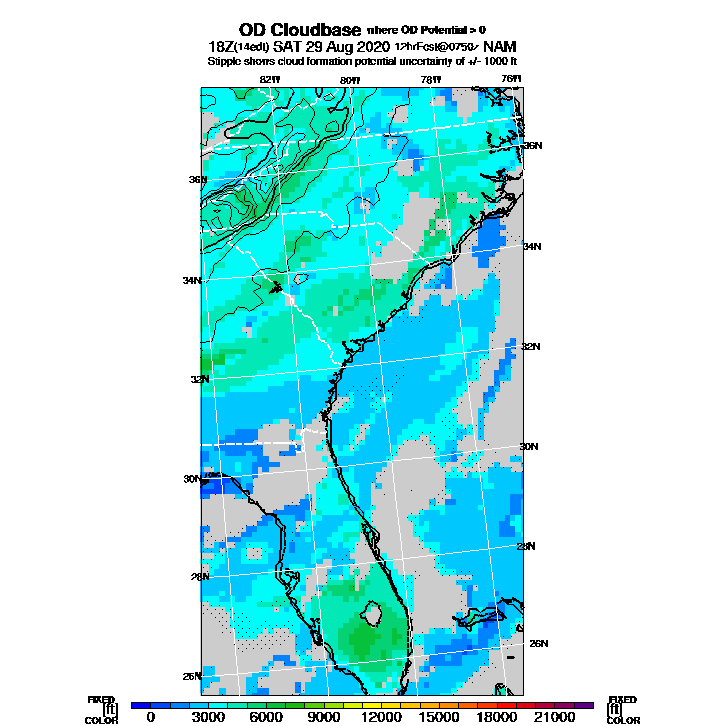 OD Cloudbase where OD Potential > 0
18Z(14edt) SAT 29 Aug 2020 12hrFcst@0750z NAM
Stipple shows cloud formation potential uncertainty of +/- 1000 ft
82W 80W 78W 76W
36N 36N
34N 34N
32N 32N
30N 30N
28N 28N
26N 26N
FIXED FIXED
[ft] [ft]
COLOR COLOR
0 3000 6000 9000 12000 15000 18000 21000